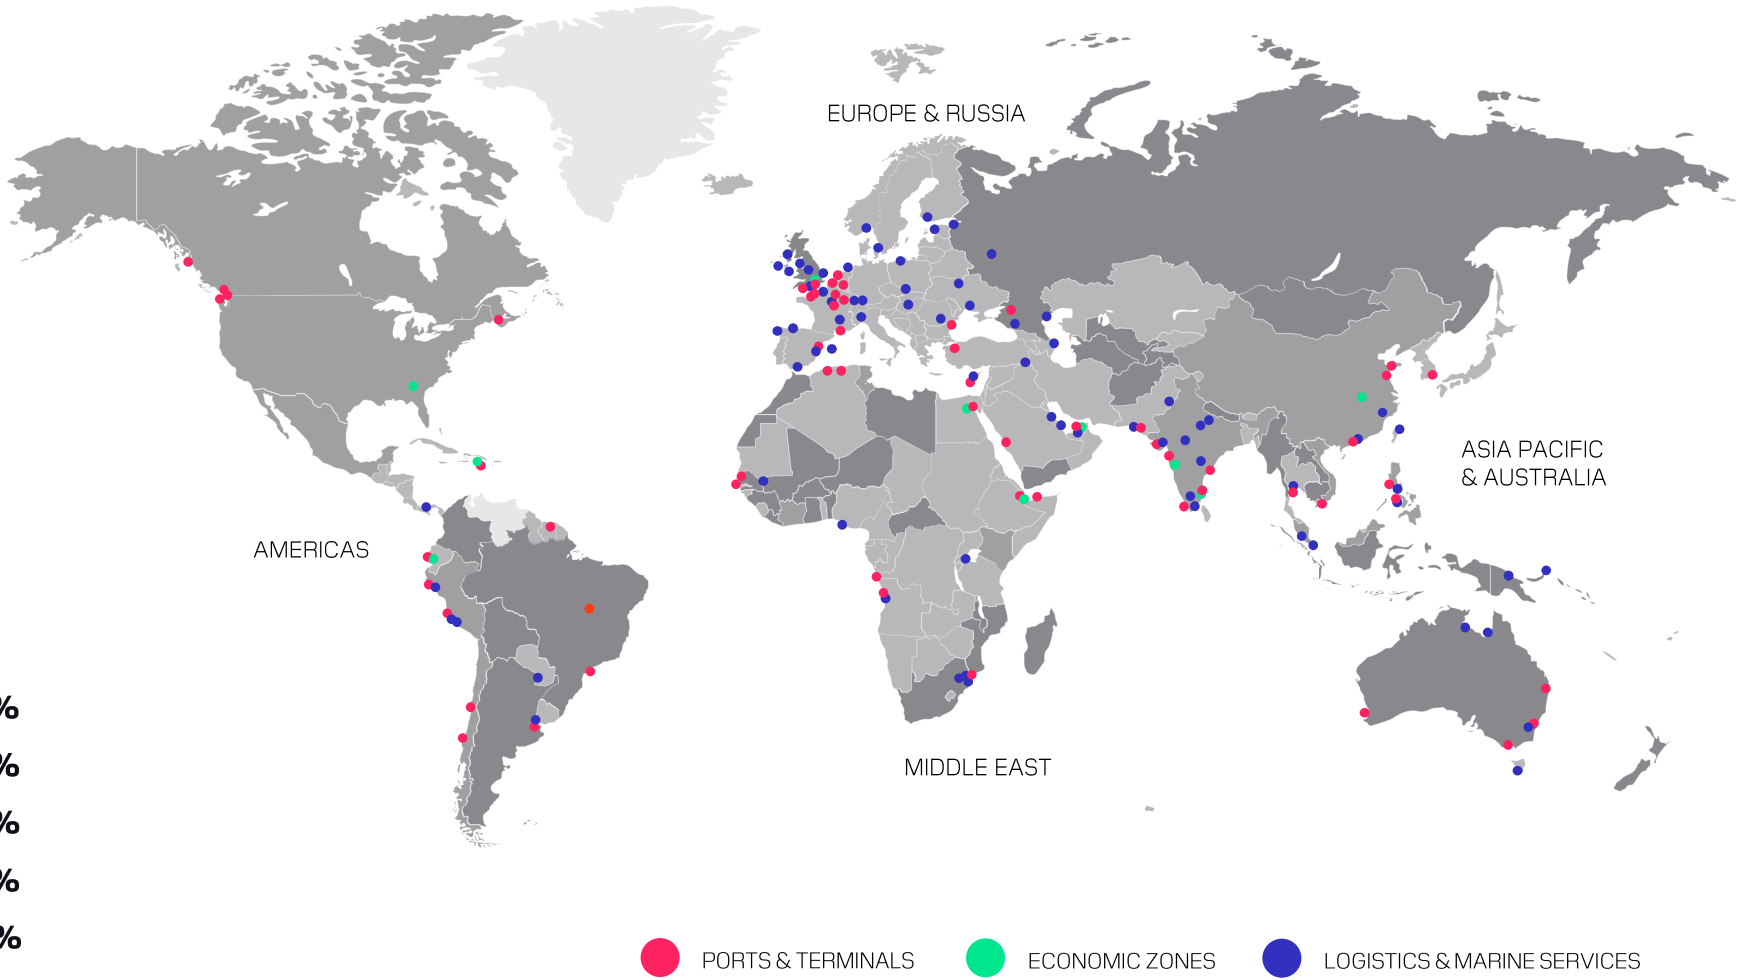 EUROPE & RUSSIA
ASIA PACIFIC
& AUSTRALIA
AMERICAS
MIDDLE EAST
%
%
%
%
%
PORTS & TERMINALS
ECONOMIC ZONES
LOGISTICS & MARINE SERVICES